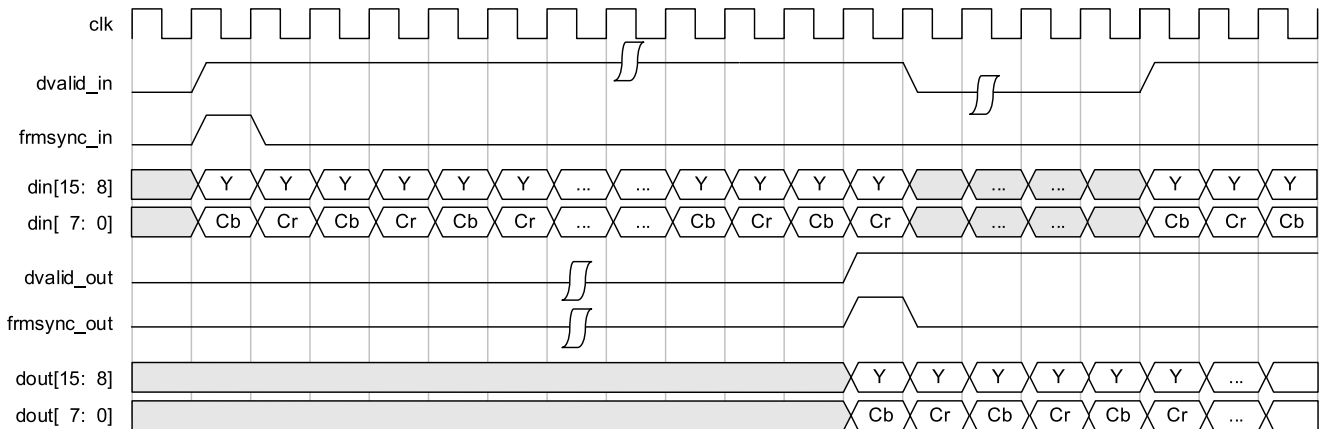 clk
dvalid_in
frmsync_in
din[15: 8] Y Y Y Y Y Y ... ... Y Y Y Y ... ... Y Y Y
din[ 7: 0] Cb Cr Cb Cr Cb Cr ... ... Cb Cr Cb Cr ... ... Cb Cr Cb
dvalid_out
frmsync_out
dout[15: 8] Y Y Y Y Y Y ...
dout[ 7: 0] Cb Cr Cb Cr Cb Cr ...